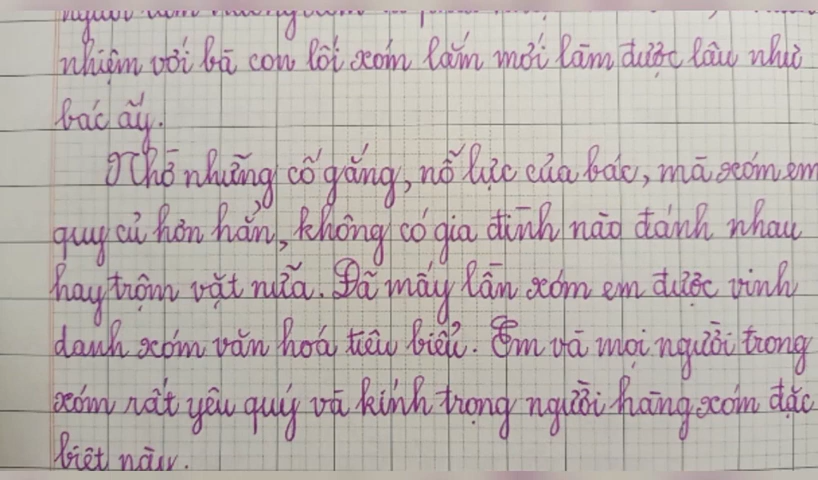 nhiệm với bà con lối xóm lắm mới làm được lâu như
bác ấy.
Nhờ những cố gắng, nỗ lực của bác, mà xóm em
quy củ hơn hẳn, không có gia đình nào đánh nhau
hay trộm vặt nữa. Đã mấy lần xóm em được vinh
danh xóm văn hoá tiêu biểu. Em và mọi người trong
xóm rất yêu quý và kính trọng người hàng xóm đặc
biệt này.